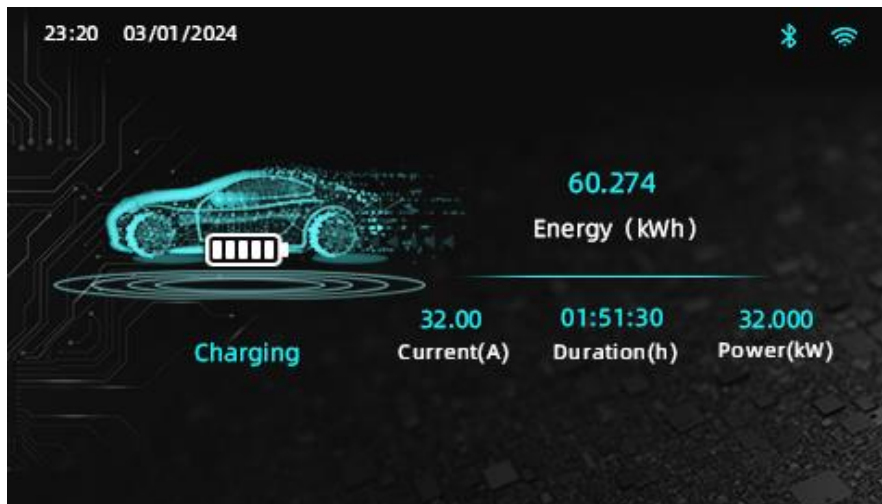 23:20 03/01/2024
60.274
Energy (kWh)
32.00 01:51:30 32.000
Charging Current(A) Duration(h) Power(kW)